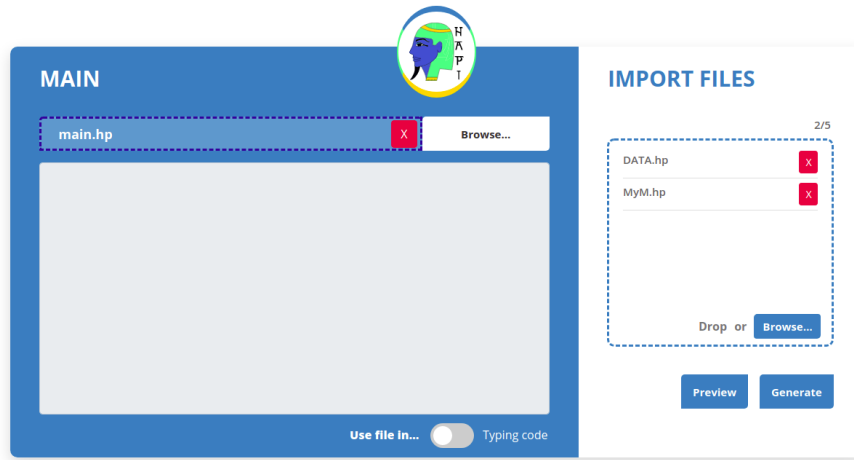 H
A
P
I
MAIN
main.hp
X
Browse...
Use file in...
Typing code
IMPORT FILES
2/5
DATA.hp
X
MyM.hp
X
Drop or Browse...
Preview
Generate